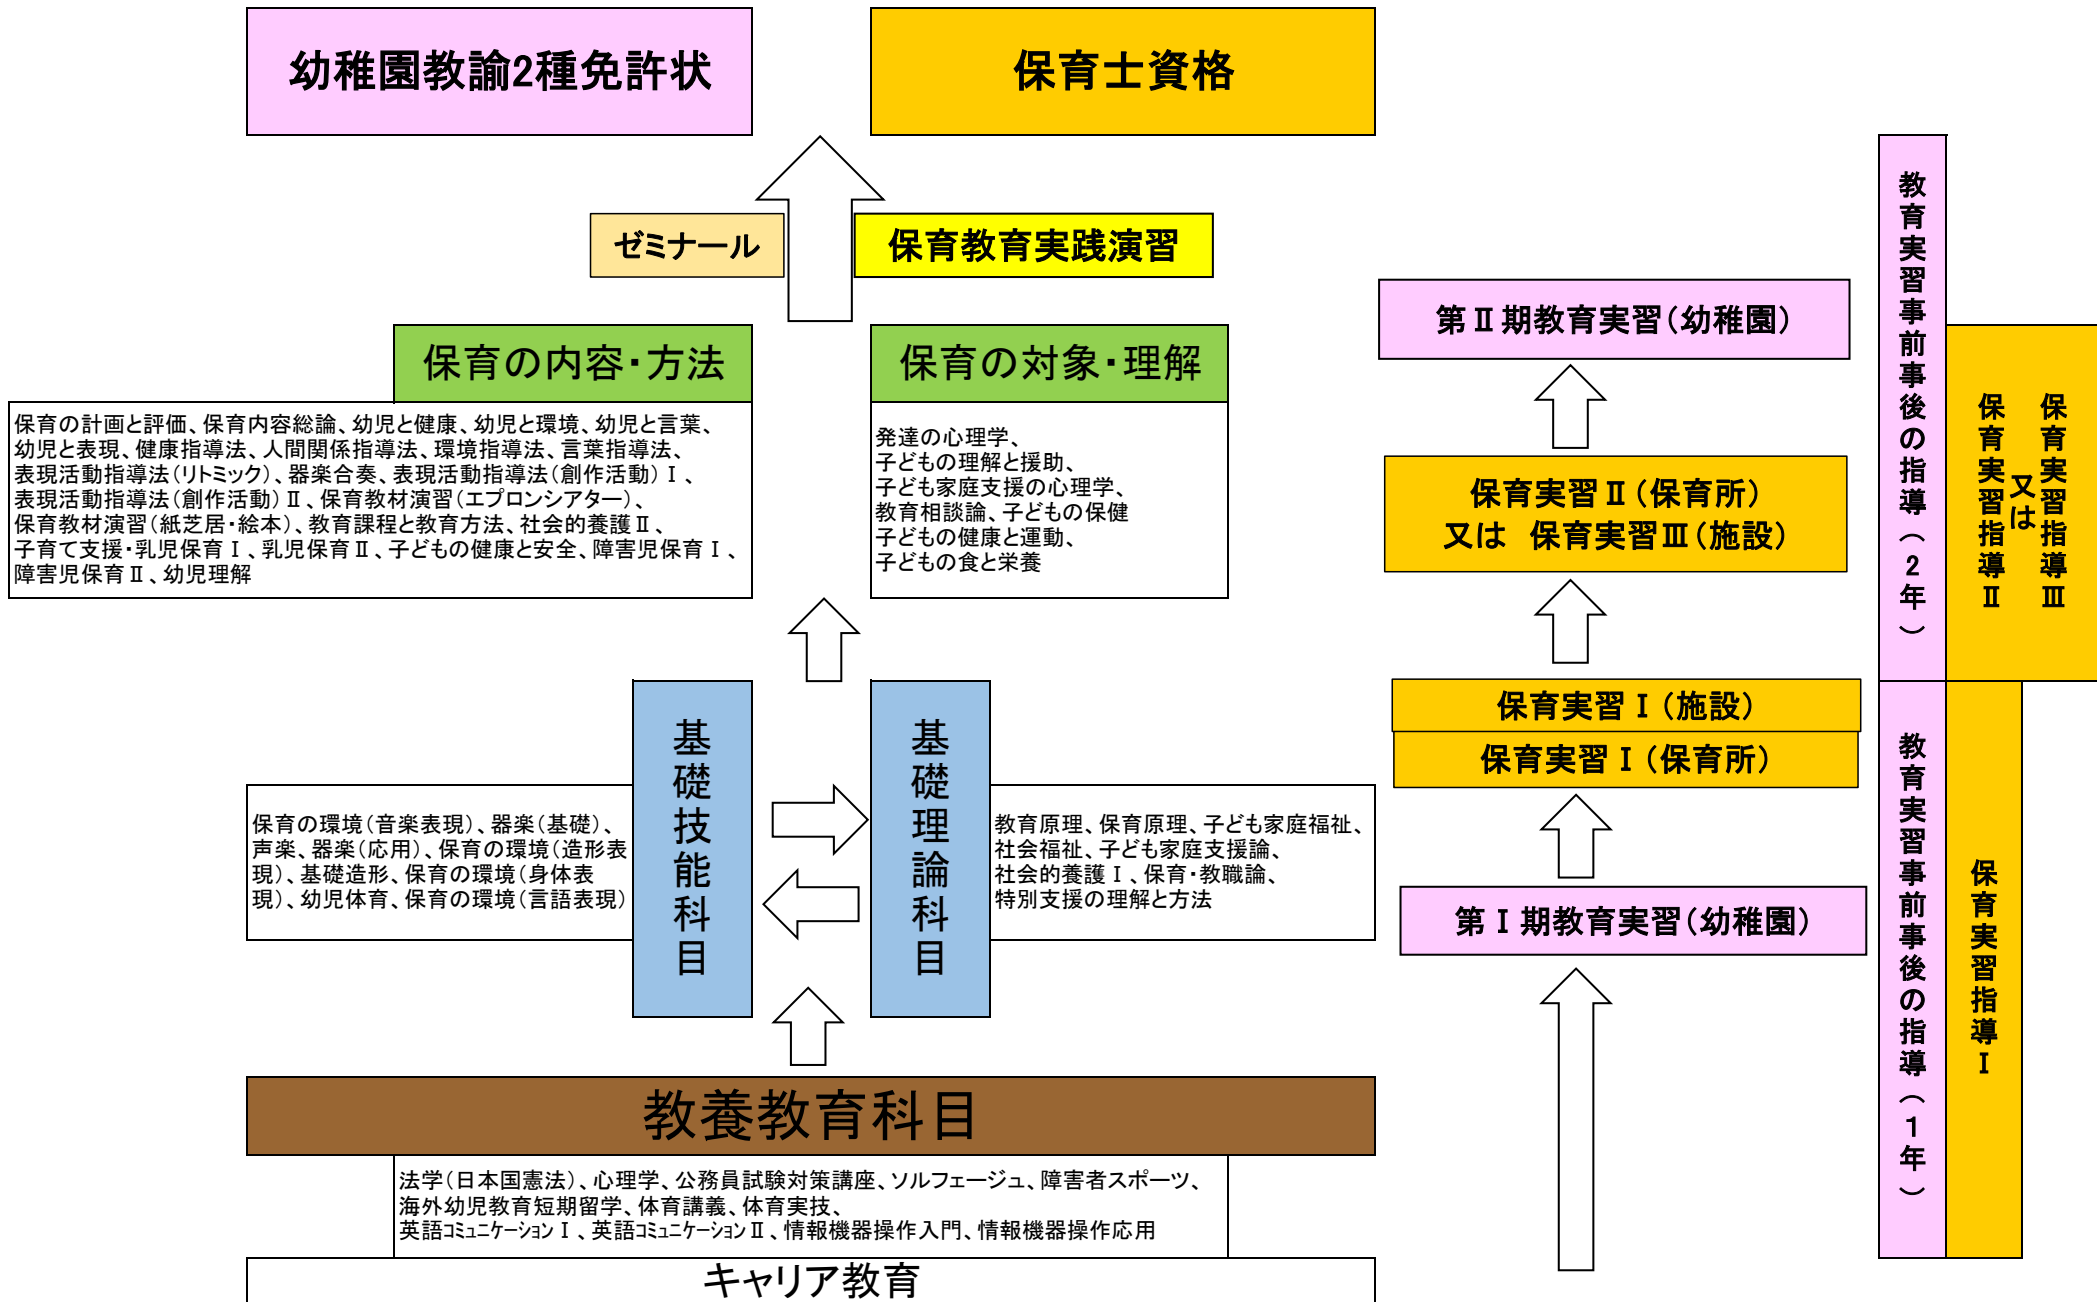 幼稚園教諭2種免許状
保育士資格
ゼミナール
保育教育実践演習
保育の内容・方法
保育の計画と評価、保育内容総論、幼児と健康、幼児と環境、幼児と言葉、
幼児と表現、健康指導法、人間関係指導法、環境指導法、言葉指導法、
表現活動指導法(リトミック)、器楽合奏、表現活動指導法(創作活動)Ⅰ、
表現活動指導法(創作活動)Ⅱ、保育教材演習(エプロンシアター)、
保育教材演習(紙芝居・絵本)、教育課程と教育方法、社会的養護Ⅱ、
子育て支援・乳児保育Ⅰ、乳児保育Ⅱ、子どもの健康と安全、障害児保育Ⅰ、
障害児保育Ⅱ、幼児理解
保育の対象・理解
発達の心理学、
子どもの理解と援助、
子ども家庭支援の心理学、
教育相談論、子どもの保健
子どもの健康と運動、
子どもの食と栄養
基礎技能科目
保育の環境(音楽表現)、器楽(基礎)、
声楽、器楽(応用)、保育の環境(造形表
現)、基礎造形、保育の環境(身体表
現)、幼児体育、保育の環境(言語表現)
基礎理論科目
教育原理、保育原理、子ども家庭福祉、
社会福祉、子ども家庭支援論、
社会的養護Ⅰ、保育・教職論、
特別支援の理解と方法
教養教育科目
法学(日本国憲法)、心理学、公務員試験対策講座、ソルフェージュ、障害者スポーツ、
海外幼児教育短期留学、体育講義、体育実技、
英語ｺﾐｭﾆｹｰｼｮﾝⅠ、英語ｺﾐｭﾆｹｰｼｮﾝⅡ、情報機器操作入門、情報機器操作応用
キャリア教育
第Ⅱ期教育実習(幼稚園)
保育実習Ⅱ(保育所)
又は 保育実習Ⅲ(施設)
保育実習Ⅰ(施設)
保育実習Ⅰ(保育所)
第Ⅰ期教育実習(幼稚園)
教育実習事前事後の指導(2年)
保育実習指導Ⅲ
又は
保育実習指導Ⅱ
教育実習事前事後の指導(1年)
保育実習指導Ⅰ